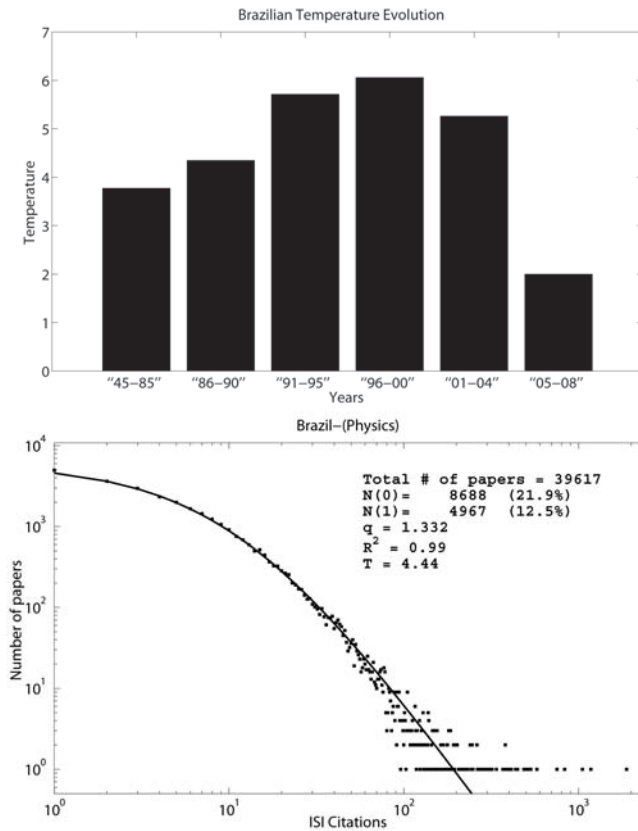 Brazilian Temperature Evolution
7
6
5
4
3
2
1
0
Temperature
"45−85" "86−90" "91−95" "96−00" "01−04" "05−08"
Years
Brazil−(Physics)
10^4
10^3
10^2
10^1
10^0
Number of papers
Total # of papers = 39617
N(0)= 8688 (21.9%)
N(1)= 4967 (12.5%)
q = 1.332
R^2 = 0.99
T = 4.44
10^0 10^1 10^2 10^3
ISI Citations